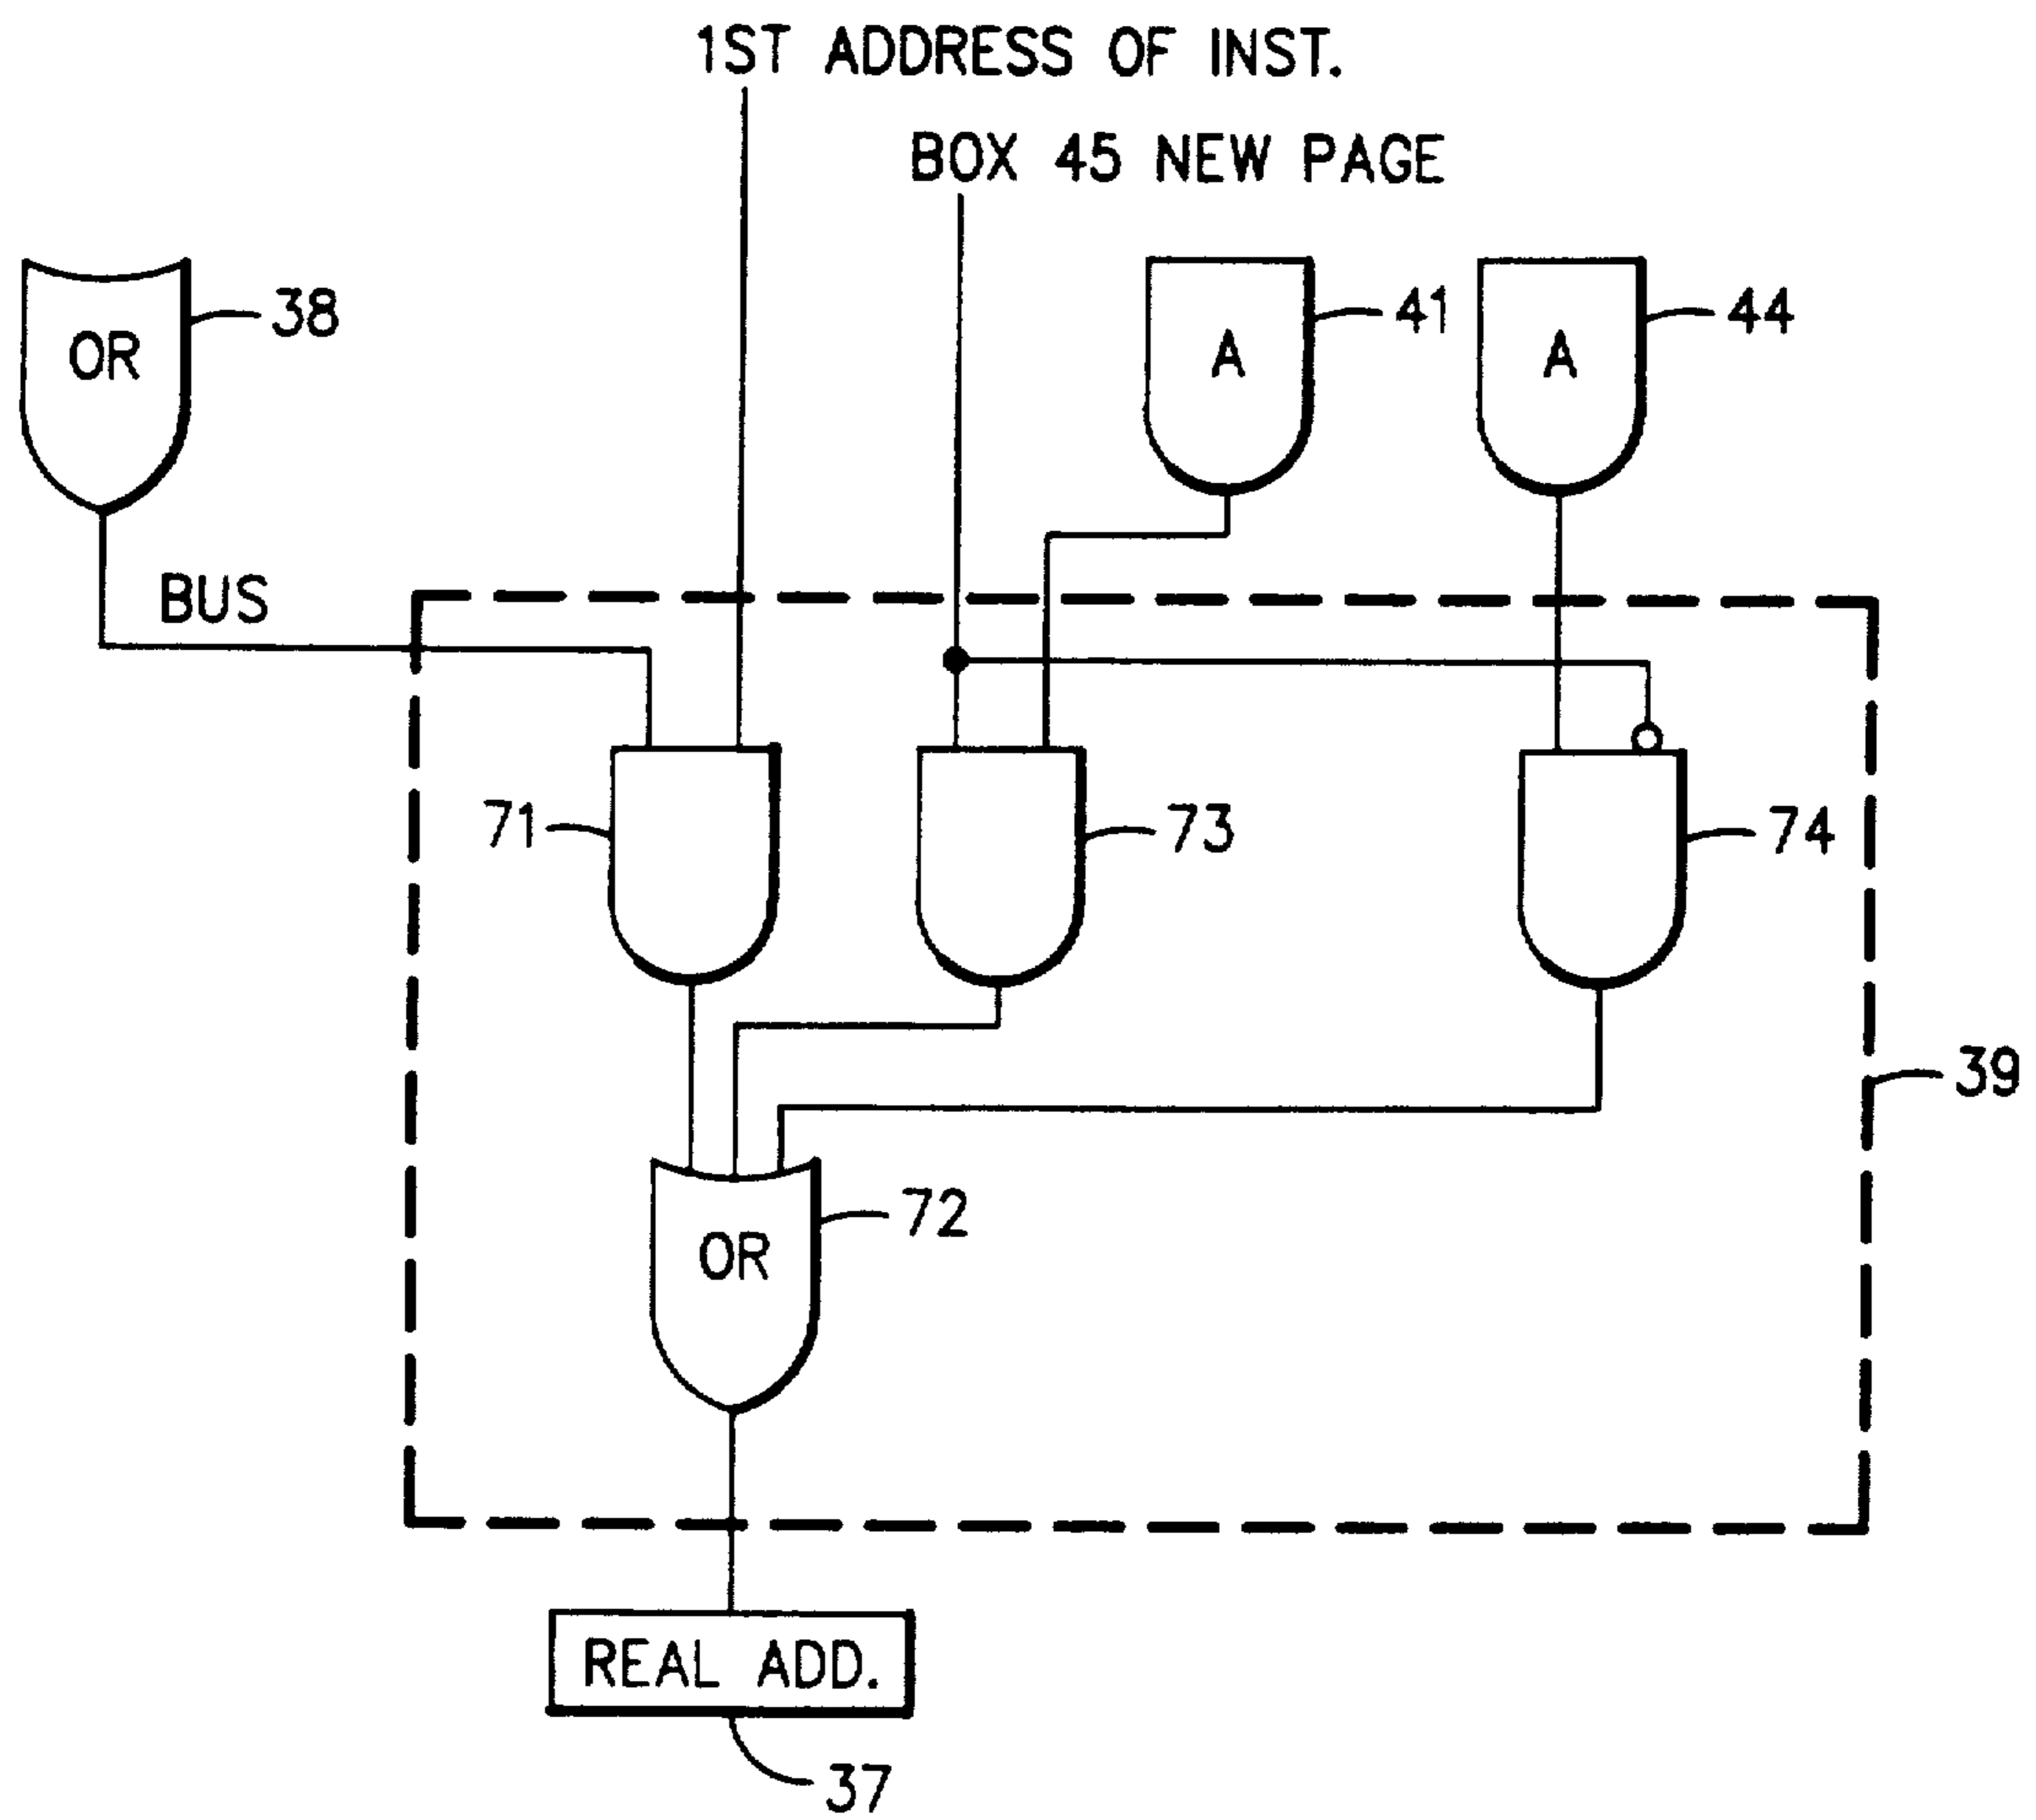 1ST ADDRESS OF INST.
BOX 45 NEW PAGE
OR
38
A
41
A
44
BUS
71
73
74
39
OR
72
REAL ADD.
37